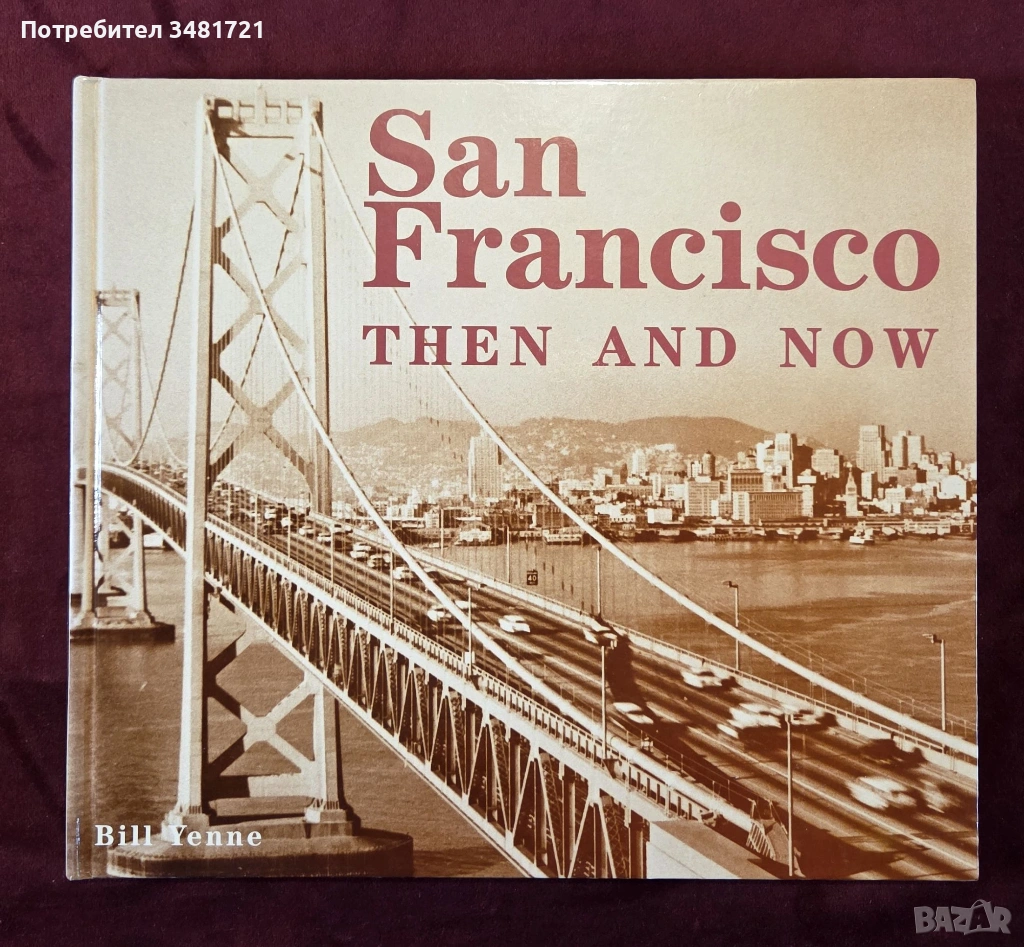 Потребител 3481721
San
Francisco
THEN AND NOW
40
Bill Yenne
BAZAR